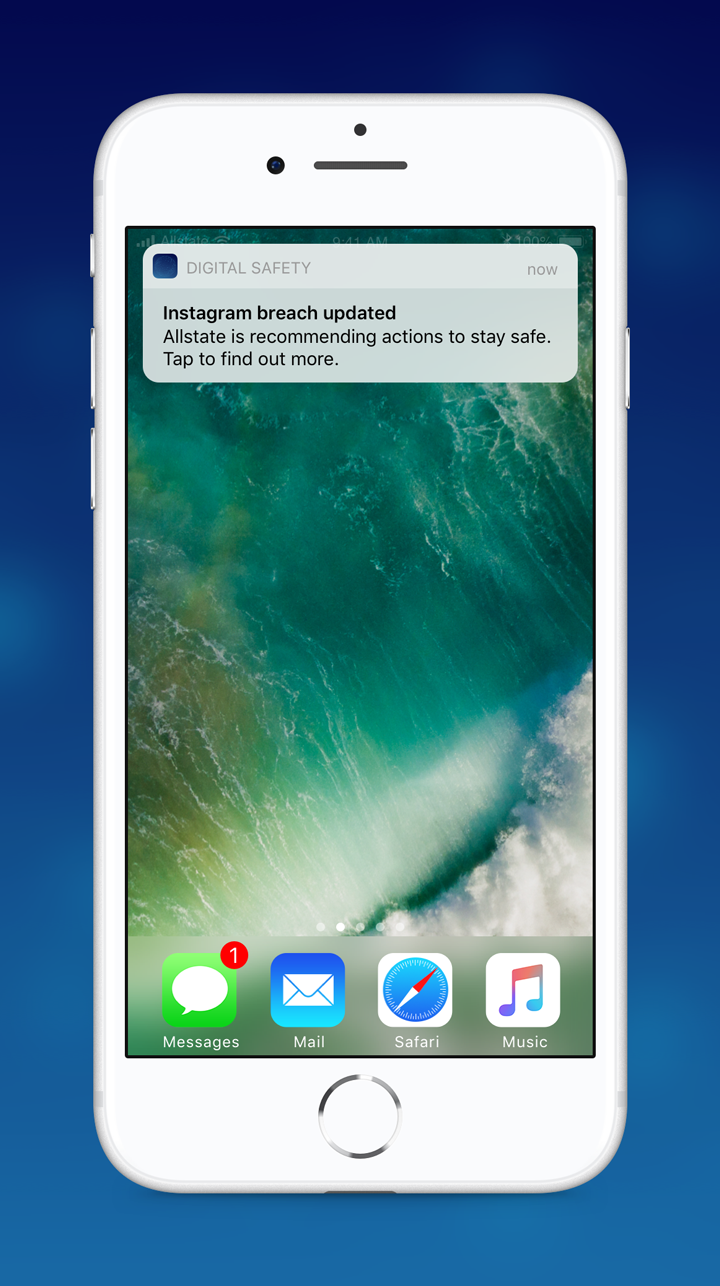 Allstate 9:41 AM 100%
DIGITAL SAFETY now
Instagram breach updated
Allstate is recommending actions to stay safe.
Tap to find out more.
1
Messages Mail Safari Music